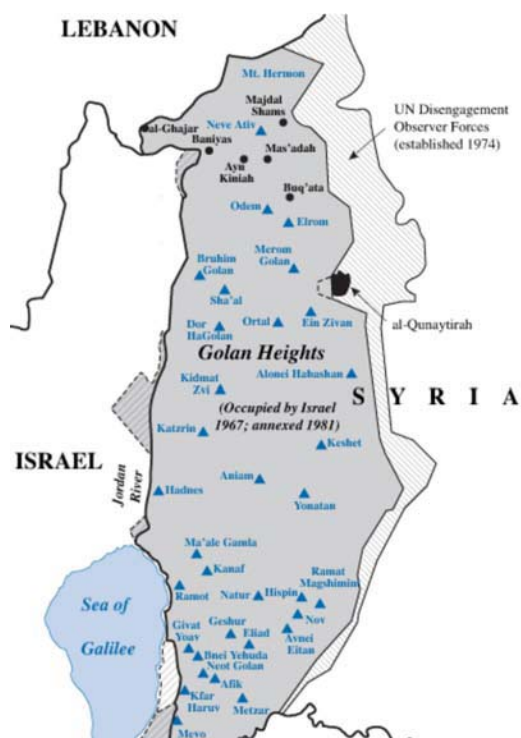 LEBANON
Mt. Hermon
Majdal
Shams
al-Ghajar
Neve Ativ
Baniyas
Mas'adah
Ayn
Kiniah
UN Disengagement
Observer Forces
(established 1974)
Buq'ata
Odem
Elrom
Bruhim
Golan
Merom
Golan
Sha'al
al-Qunaytirah
Dor
HaGolan
Ortal
Ein Zivan
Golan Heights
Kidmat
Zvi
Alonei Habashan
SYRIA
(Occupied by Israel
1967; annexed 1981)
Katzrin
Keshet
ISRAEL
Jordan
River
Aniam
Hadnes
Yonatan
Ma'ale Gamla
Kanaf
Ramat
Magshimim
Sea of
Galilee
Ramot
Natur
Hispin
Nov
Givat
Yoav
Geshur
Eliad
Avnei
Eitan
Bnei Yehuda
Neot Golan
Afik
Kfar
Haruv
Metzar
Mevo